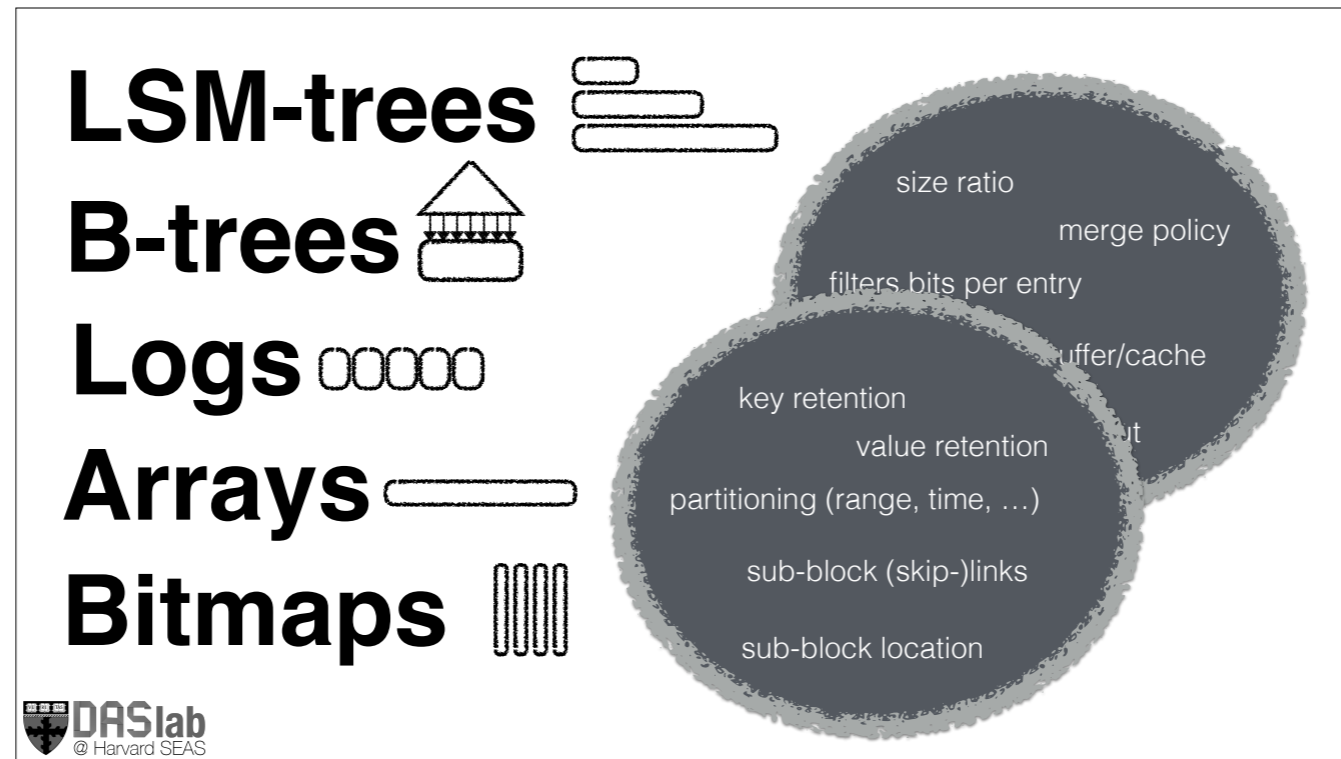 LSM-trees
B-trees
Logs
Arrays
Bitmaps
size ratio
merge policy
filters bits per entry
uffer/cache
ut
key retention
value retention
partitioning (range, time, …)
sub-block (skip-)links
sub-block location
DASlab
@ Harvard SEAS